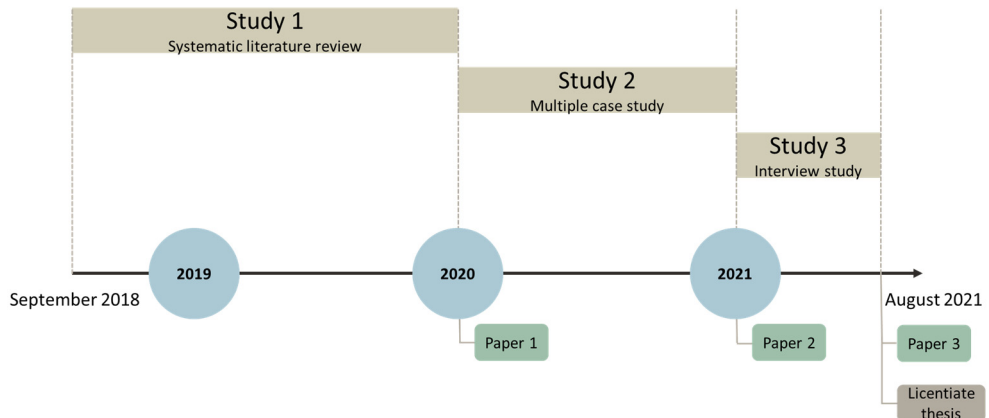 Study 1
Systematic literature review
Study 2
Multiple case study
Study 3
Interview study
2019
2020
2021
September 2018
August 2021
Paper 1
Paper 2
Paper 3
Licentiate
thesis